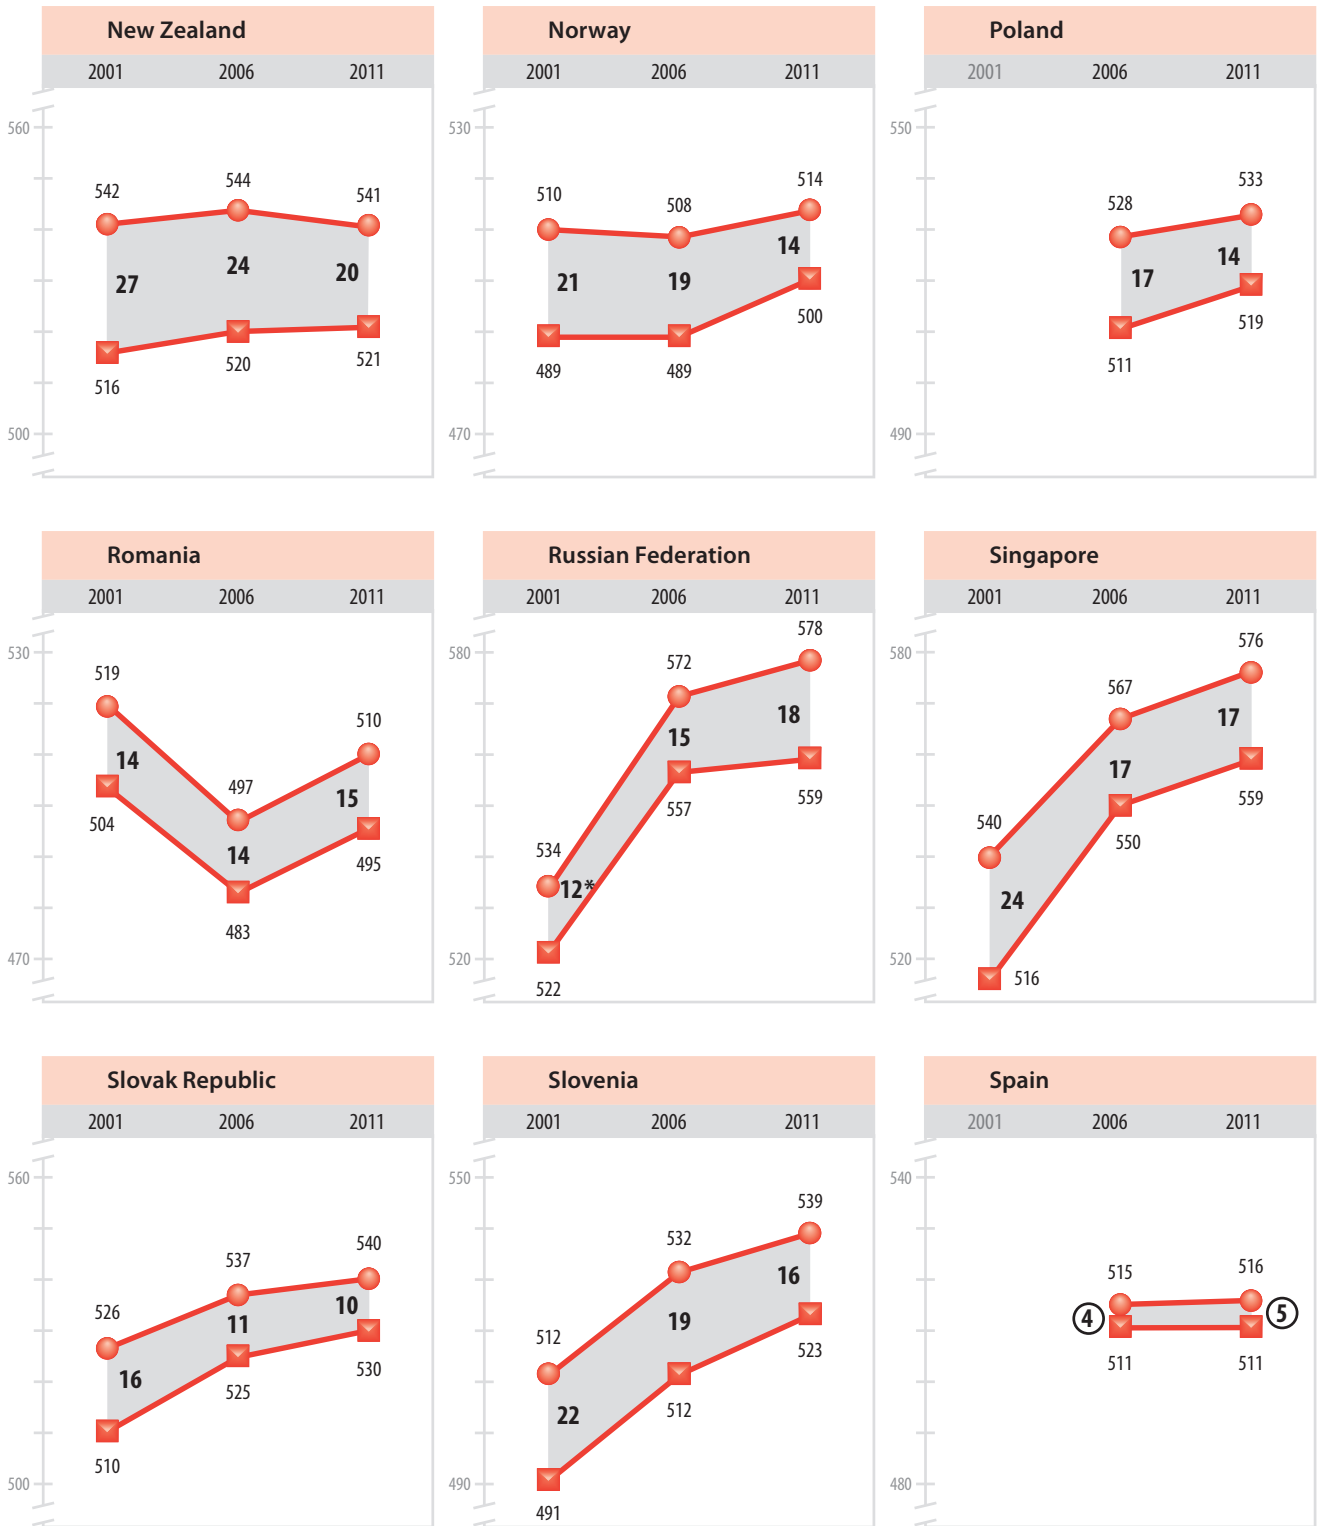 New Zealand
2001 2006 2011
560
542 544 541
27 24 20
516 520 521
500
Norway
2001 2006 2011
530
510 508 514
21 19 14
489 489 500
470
Poland
2001 2006 2011
550
528 533
17 14
511 519
490
Romania
2001 2006 2011
530
519 497 510
14 14 15
504 483 495
470
Russian Federation
2001 2006 2011
580
534 572 578
12* 15 18
522 557 559
520
Singapore
2001 2006 2011
580
540 567 576
24 17 17
516 550 559
520
Slovak Republic
2001 2006 2011
560
526 537 540
16 11 10
510 525 530
500
Slovenia
2001 2006 2011
550
512 532 539
22 19 16
491 512 523
490
Spain
2001 2006 2011
540
515 516
4 5
511 511
480